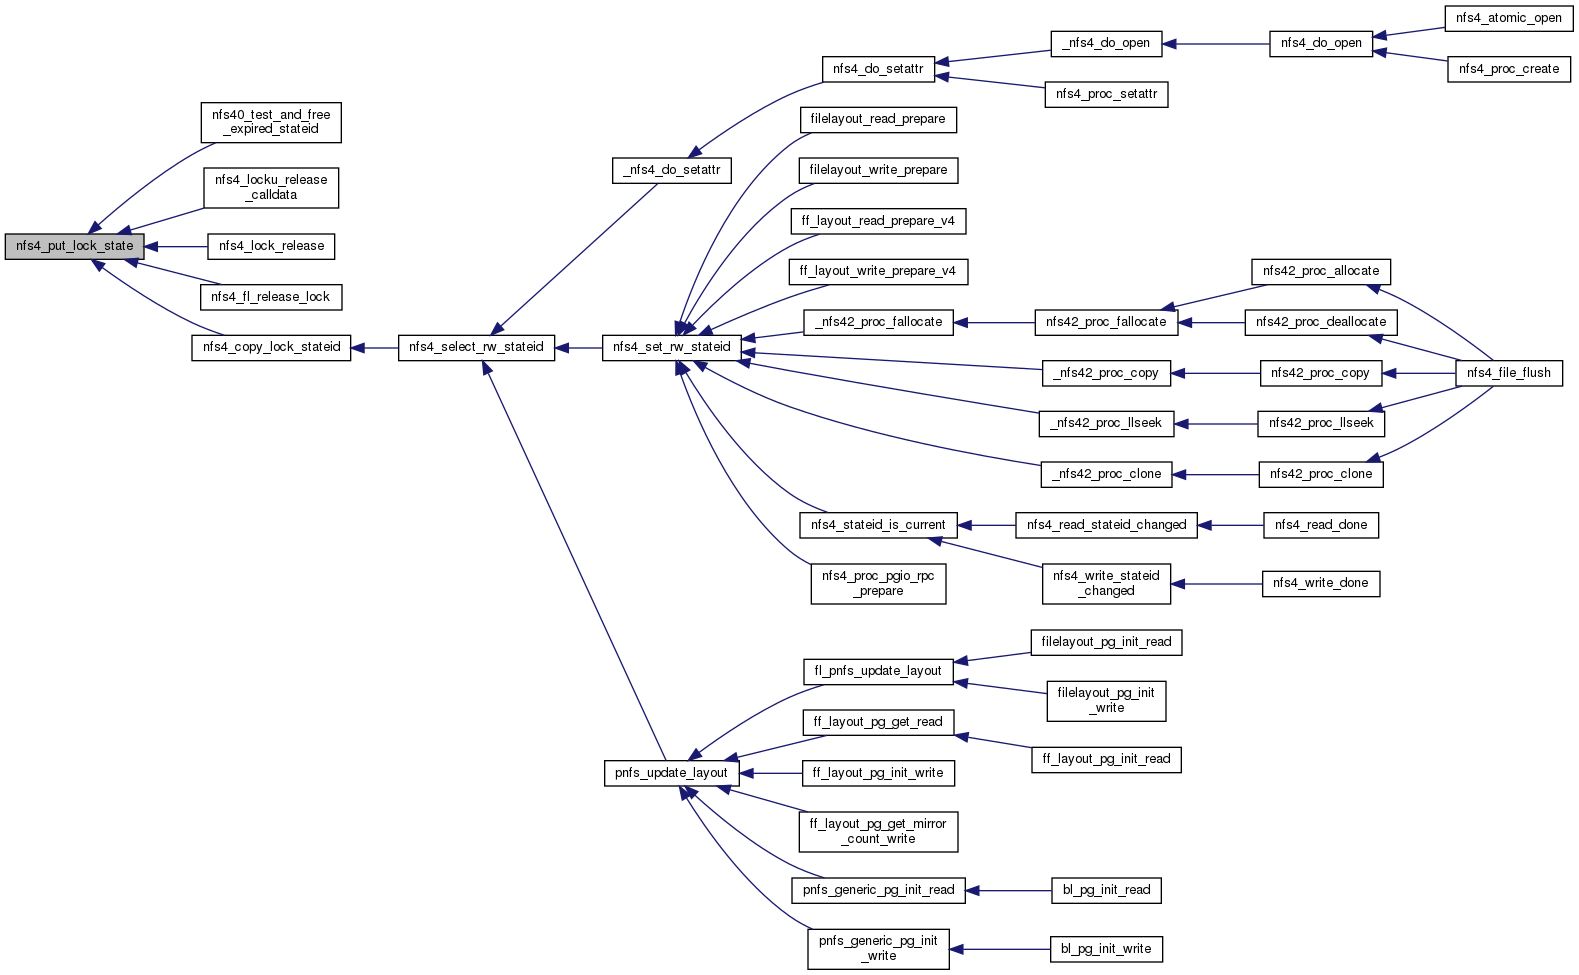 nfs4_put_lock_state
nfs40_test_and_free
_expired_stateid
nfs4_locku_release
_calldata
nfs4_lock_release
nfs4_fl_release_lock
nfs4_copy_lock_stateid
nfs4_select_rw_stateid
_nfs4_do_setattr
nfs4_do_setattr
_nfs4_do_open
nfs4_do_open
nfs4_atomic_open
nfs4_proc_create
nfs4_proc_setattr
nfs4_set_rw_stateid
filelayout_read_prepare
filelayout_write_prepare
ff_layout_read_prepare_v4
ff_layout_write_prepare_v4
_nfs42_proc_fallocate
nfs42_proc_fallocate
nfs42_proc_allocate
nfs42_proc_deallocate
nfs4_file_flush
_nfs42_proc_copy
nfs42_proc_copy
_nfs42_proc_llseek
nfs42_proc_llseek
_nfs42_proc_clone
nfs42_proc_clone
nfs4_stateid_is_current
nfs4_read_stateid_changed
nfs4_read_done
nfs4_write_stateid
_changed
nfs4_write_done
nfs4_proc_pgio_rpc
_prepare
pnfs_update_layout
fl_pnfs_update_layout
filelayout_pg_init_read
filelayout_pg_init
_write
ff_layout_pg_get_read
ff_layout_pg_init_read
ff_layout_pg_init_write
ff_layout_pg_get_mirror
_count_write
pnfs_generic_pg_init_read
bl_pg_init_read
pnfs_generic_pg_init
_write
bl_pg_init_write